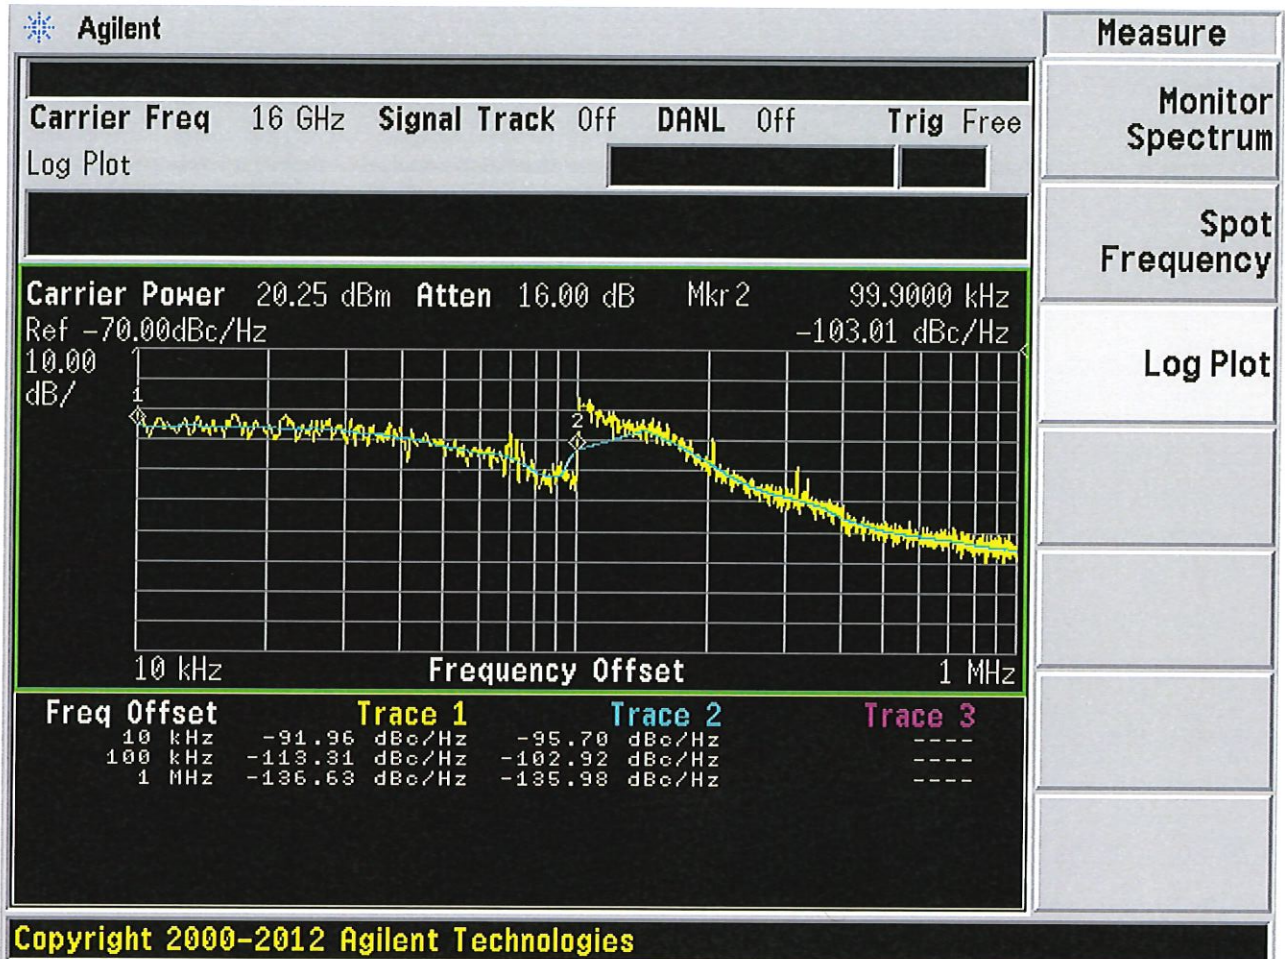 Agilent
Measure
Monitor
Spectrum
Carrier Freq 16 GHz Signal Track Off DANL Off Trig Free
Log Plot
Spot
Frequency
Carrier Power 20.25 dBm Atten 16.00 dB Mkr 2 99.9000 kHz
Ref -70.00dBc/Hz -103.01 dBc/Hz
10.00
dB/
Log Plot
1
2
10 kHz Frequency Offset 1 MHz
Freq Offset Trace 1 Trace 2 Trace 3
10 kHz -91.96 dBc/Hz -95.70 dBc/Hz ----
100 kHz -113.31 dBc/Hz -102.92 dBc/Hz ----
1 MHz -136.63 dBc/Hz -135.98 dBc/Hz ----
Copyright 2000-2012 Agilent Technologies